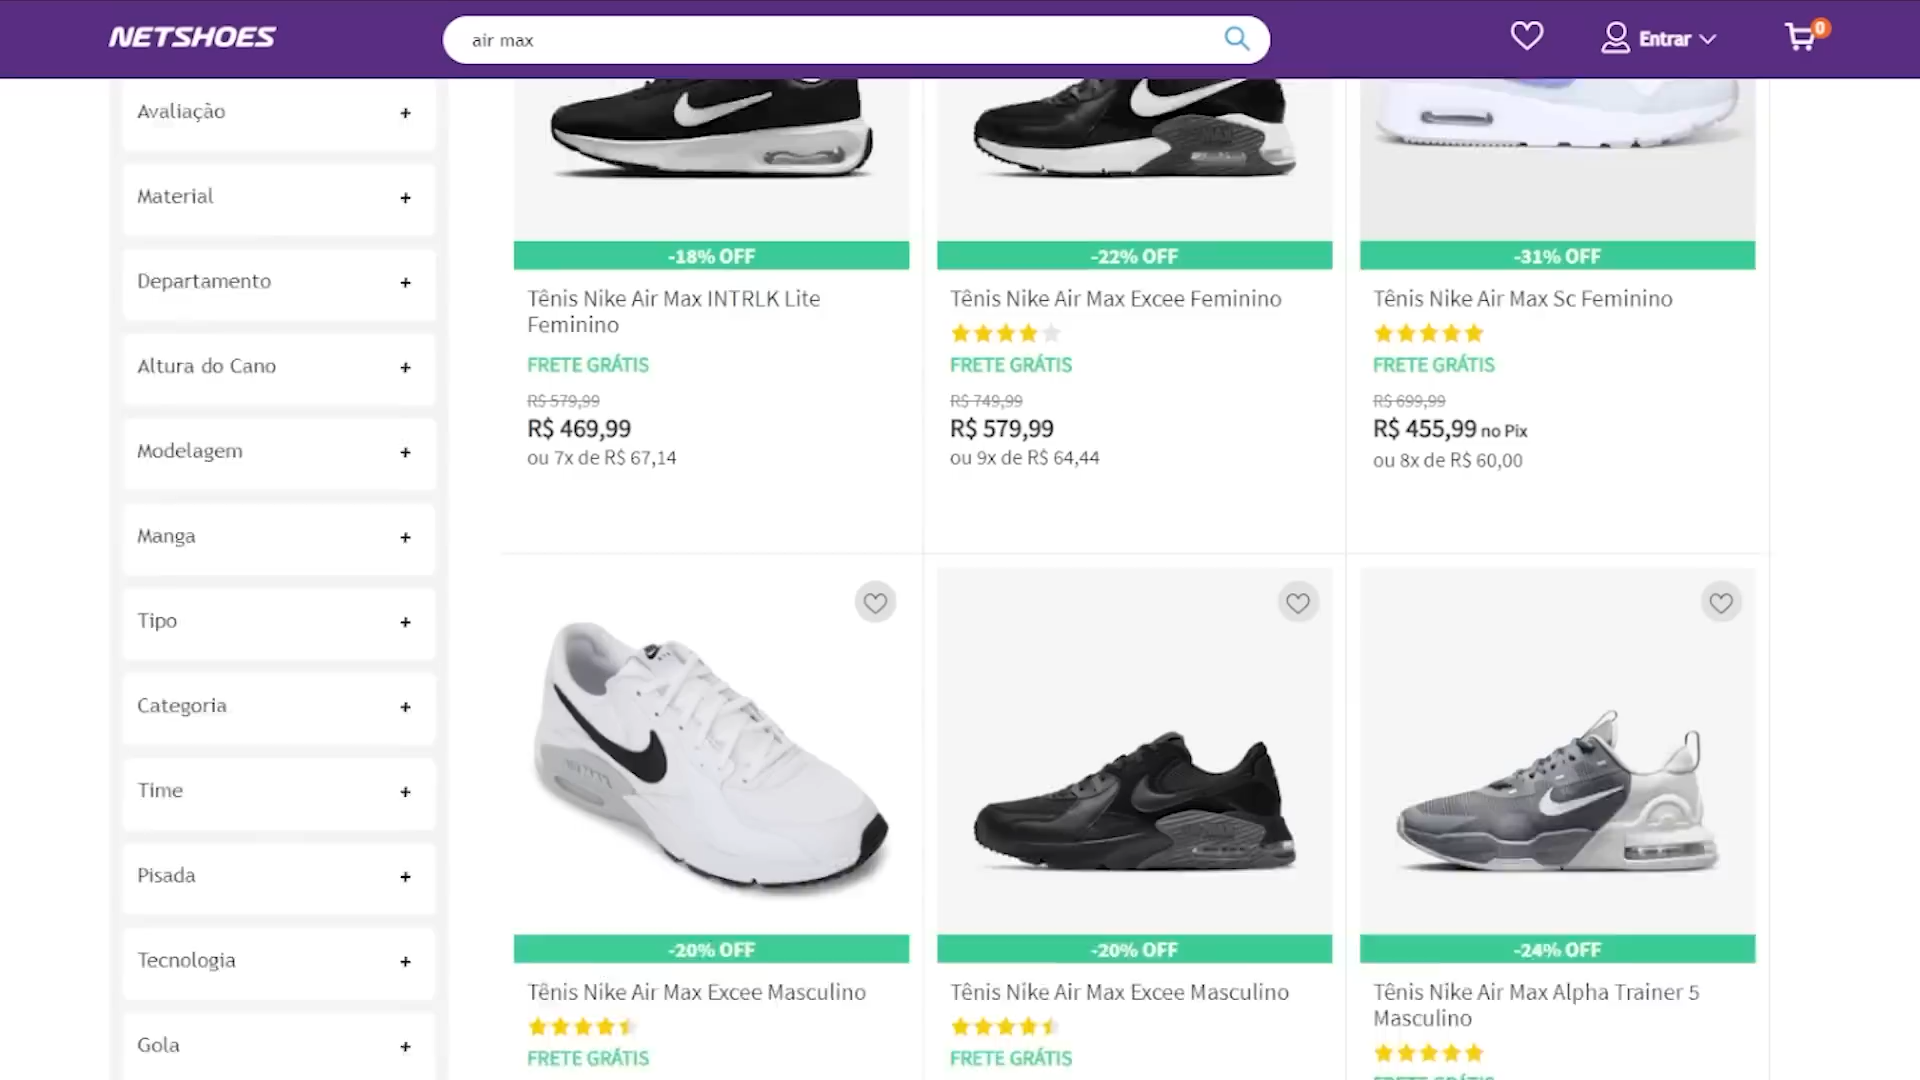 NETSHOES
air max
Entrar
0
Avaliação +
Material +
Departamento +
Altura do Cano +
Modelagem +
Manga +
Tipo +
Categoria +
Time +
Pisada +
Tecnologia +
Gola +
-18% OFF
Tênis Nike Air Max INTRLK Lite
Feminino
FRETE GRÁTIS
R$ 579,99
R$ 469,99
ou 7x de R$ 67,14
-22% OFF
Tênis Nike Air Max Excee Feminino
FRETE GRÁTIS
R$ 749,99
R$ 579,99
ou 9x de R$ 64,44
-31% OFF
Tênis Nike Air Max Sc Feminino
FRETE GRÁTIS
R$ 699,99
R$ 455,99 no Pix
ou 8x de R$ 60,00
-20% OFF
Tênis Nike Air Max Excee Masculino
FRETE GRÁTIS
-20% OFF
Tênis Nike Air Max Excee Masculino
FRETE GRÁTIS
-24% OFF
Tênis Nike Air Max Alpha Trainer 5
Masculino